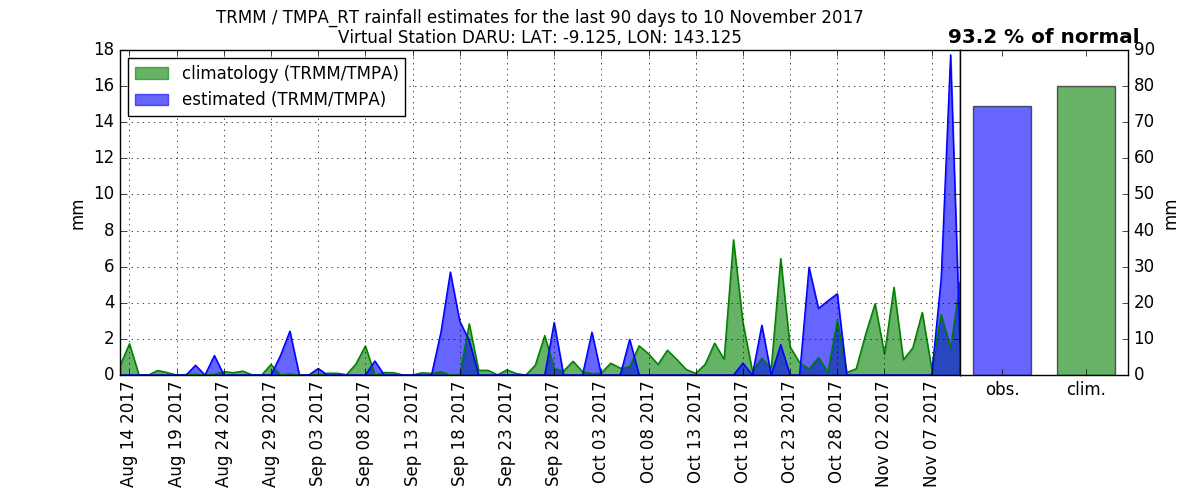 TRMM / TMPA_RT rainfall estimates for the last 90 days to 10 November 2017
Virtual Station DARU: LAT: -9.125, LON: 143.125
93.2 % of normal
climatology (TRMM/TMPA)
estimated (TRMM/TMPA)
mm
18
16
14
12
10
8
6
4
2
0
Aug 14 2017
Aug 19 2017
Aug 24 2017
Aug 29 2017
Sep 03 2017
Sep 08 2017
Sep 13 2017
Sep 18 2017
Sep 23 2017
Sep 28 2017
Oct 03 2017
Oct 08 2017
Oct 13 2017
Oct 18 2017
Oct 23 2017
Oct 28 2017
Nov 02 2017
Nov 07 2017
90
80
70
60
50
40
30
20
10
0
mm
obs.
clim.